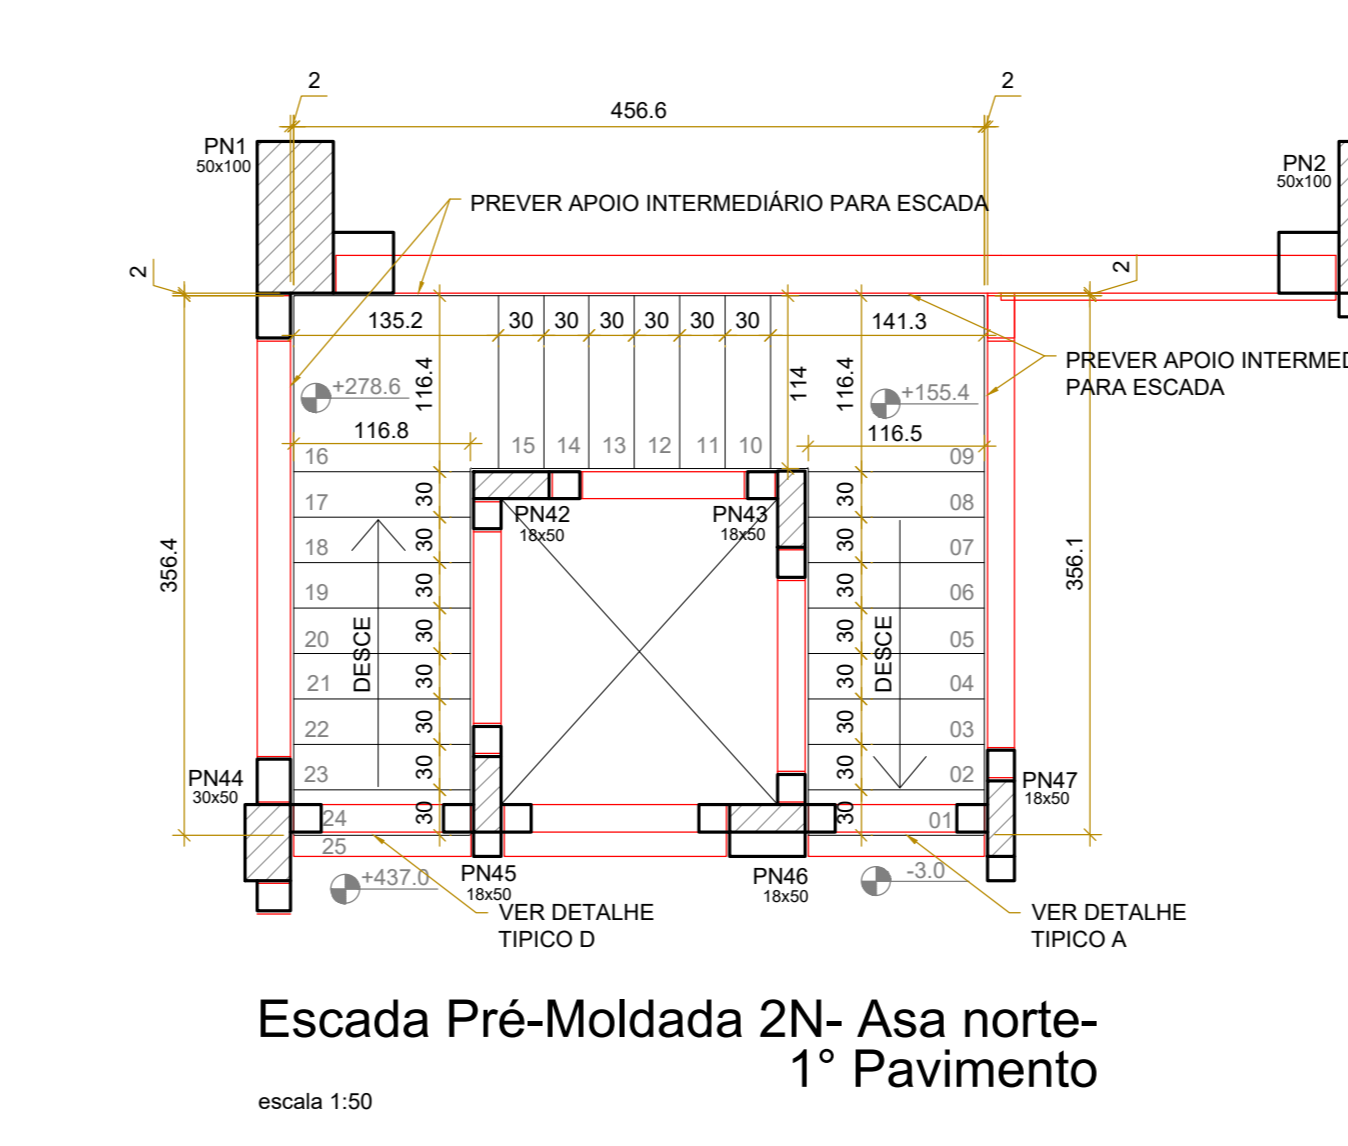 2
2
456.6
PN1
50x100
PN2
50x100
PREVER APOIO INTERMEDIÁRIO PARA ESCADA
2
2
135.2
30
30
30
30
30
30
141.3
116.4
114
116.4
PREVER APOIO INTERMED
PARA ESCADA
+278.6
+155.4
116.8
116.5
16
15
14
13
12
11
10
09
17
30
30
08
PN42
18x50
PN43
18x50
18
30
30
07
356.4
356.1
19
30
30
06
20
DESCE
30
30
DESCE
05
21
30
30
04
22
30
30
03
23
30
30
02
PN44
30x50
PN47
18x50
24
30
30
01
25
+437.0
PN45
18x50
PN46
18x50
-3.0
VER DETALHE
TIPICO D
VER DETALHE
TIPICO A
Escada Pré-Moldada 2N- Asa norte-
1° Pavimento
escala 1:50